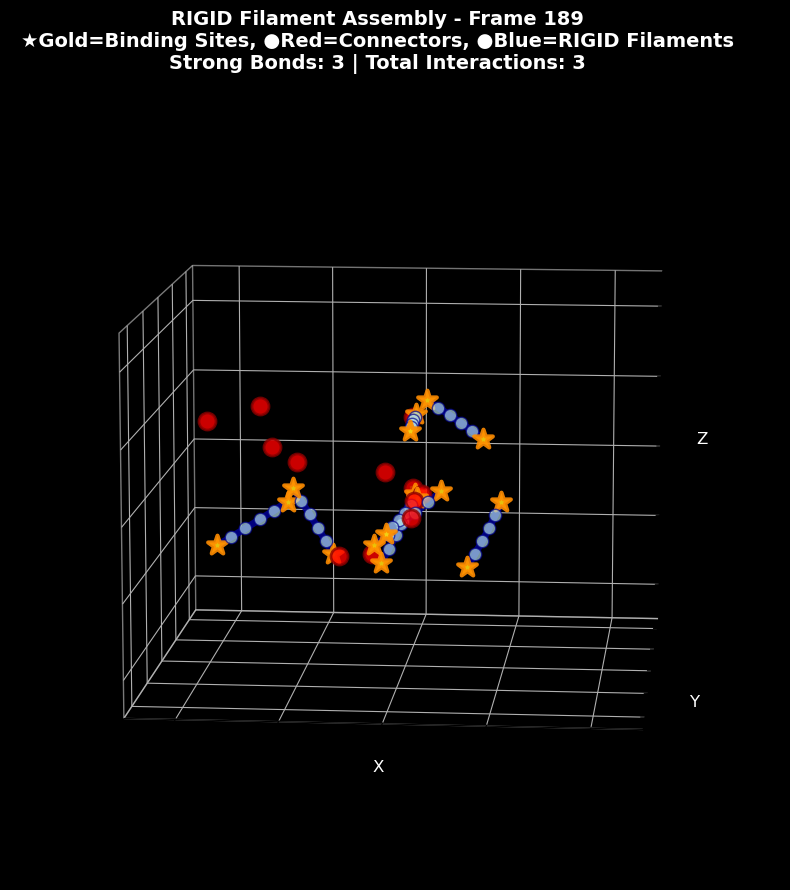 RIGID Filament Assembly - Frame 189
★Gold=Binding Sites, ●Red=Connectors, ●Blue=RIGID Filaments
Strong Bonds: 3 | Total Interactions: 3
Z
Y
X